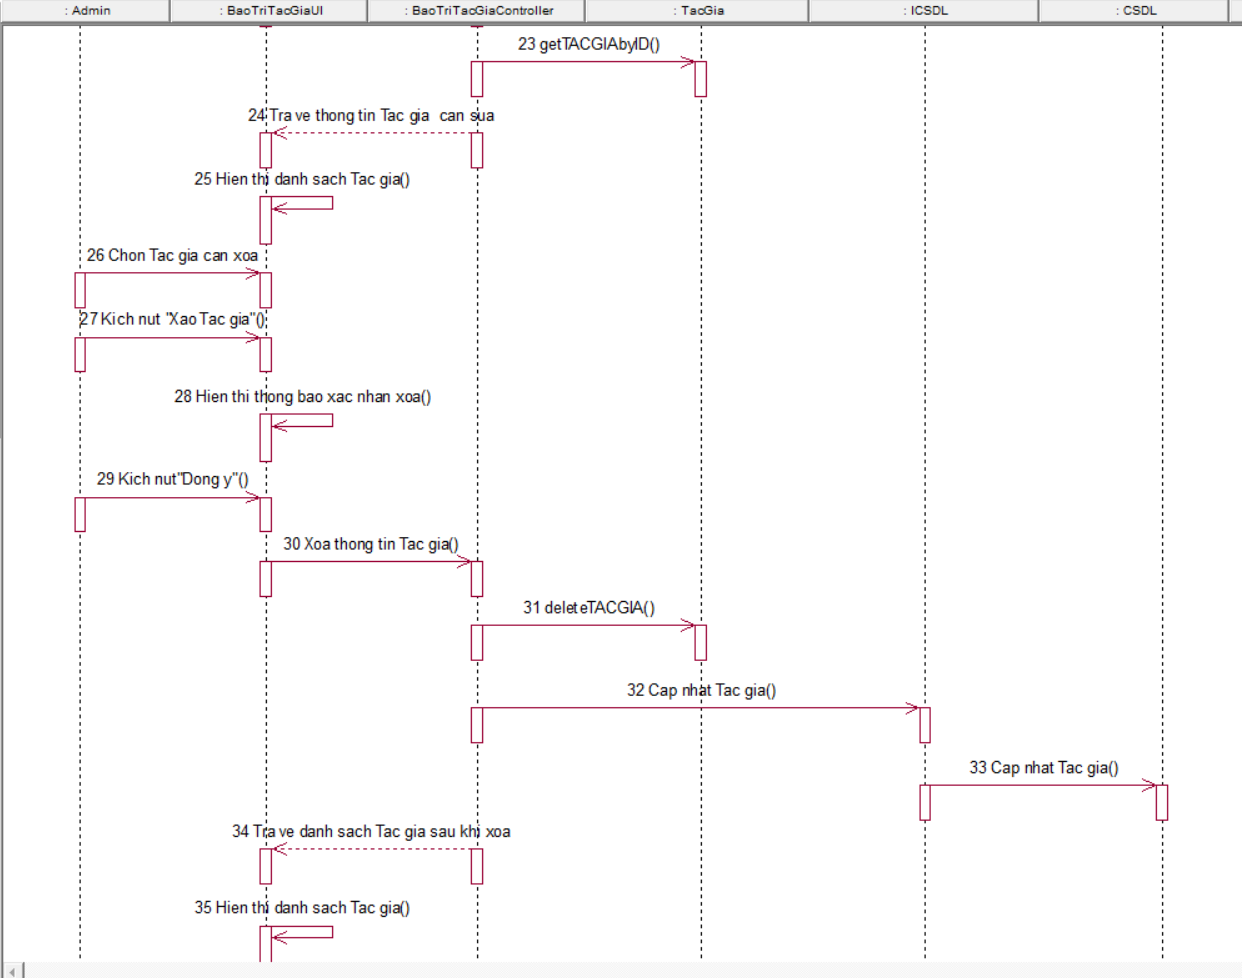 : Admin
: BaoTriTacGiaUI
: BaoTriTacGiaController
: TacGia
: ICSDL
: CSDL
23 getTACGIAbyID()
24 Tra ve thong tin Tac gia can sua
25 Hien thi danh sach Tac gia()
26 Chon Tac gia can xoa
27 Kich nut "Xao Tac gia"()
28 Hien thi thong bao xac nhan xoa()
29 Kich nut"Dong y"()
30 Xoa thong tin Tac gia()
31 deleteTACGIA()
32 Cap nhat Tac gia()
33 Cap nhat Tac gia()
34 Tra ve danh sach Tac gia sau khi xoa
35 Hien thi danh sach Tac gia()